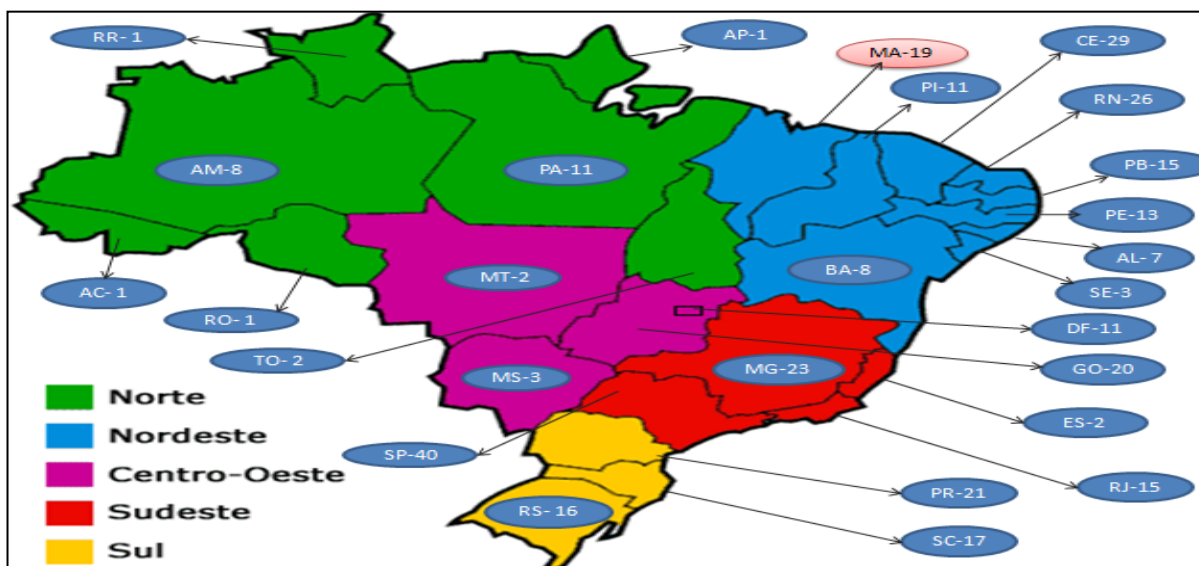 RR- 1
AP-1
MA-19
CE-29
PI-11
RN-26
AM-8
PA-11
PB-15
PE-13
AL- 7
MT-2
BA-8
SE-3
AC- 1
RO- 1
DF-11
TO- 2
GO-20
MS-3
MG-23
ES-2
SP-40
PR-21
RJ-15
RS- 16
SC-17
Norte
Nordeste
Centro-Oeste
Sudeste
Sul